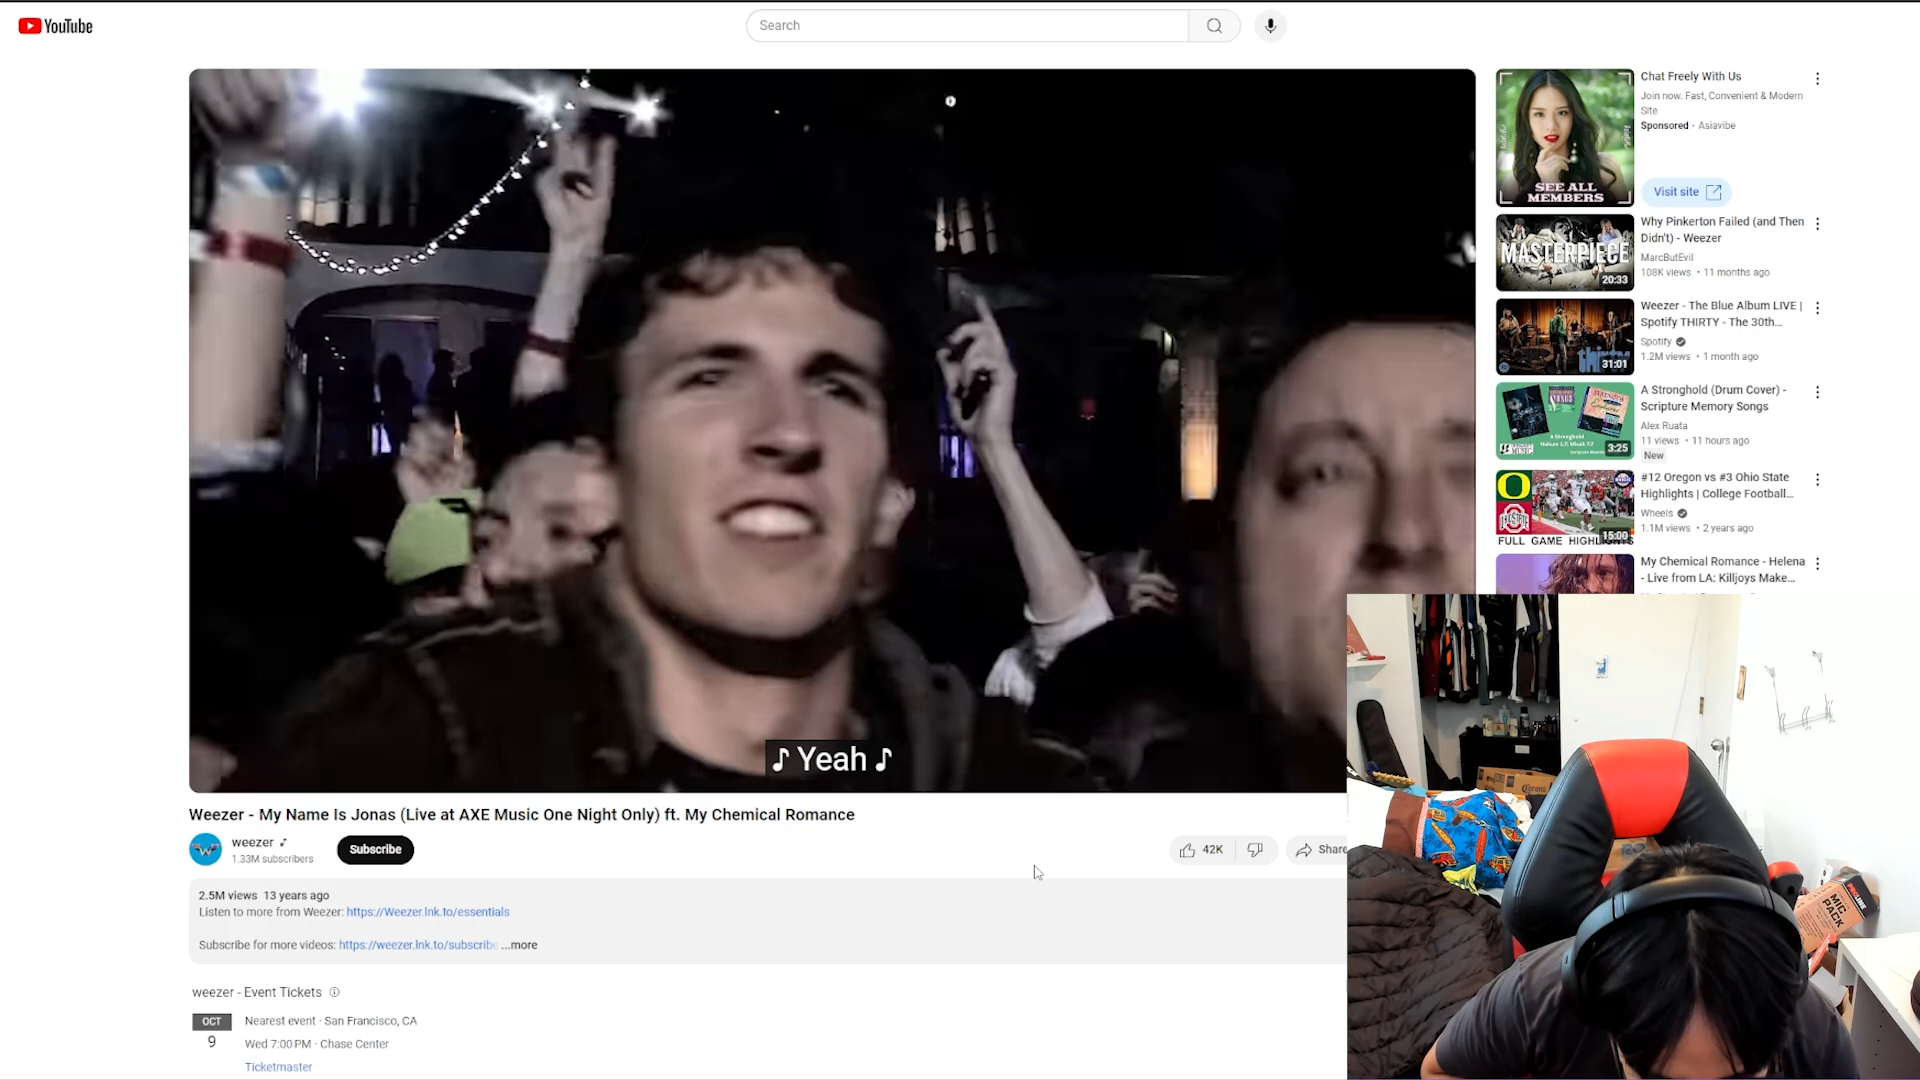 YouTube
Search
♪ Yeah ♪
Weezer - My Name Is Jonas (Live at AXE Music One Night Only) ft. My Chemical Romance
weezer ♪
1.33M subscribers
Subscribe
42K
Share
2.5M views 13 years ago
Listen to more from Weezer: https://Weezer.lnk.to/essentials
Subscribe for more videos: https://weezer.lnk.to/subscribe ...more
weezer - Event Tickets
OCT
9
Nearest event · San Francisco, CA
Wed 7:00 PM · Chase Center
Ticketmaster
SEE ALL
MEMBERS
Chat Freely With Us
Join now. Fast, Convenient & Modern
Site
Sponsored · Asiavibe
Visit site
MASTERPIECE
20:33
Why Pinkerton Failed (and Then
Didn't) - Weezer
MarcButEvil
108K views • 11 months ago
thirty
31:01
Weezer - The Blue Album LIVE |
Spotify THIRTY - The 30th...
Spotify
1.2M views • 1 month ago
A Stronghold
3:25
A Stronghold (Drum Cover) -
Scripture Memory Songs
Alex Ruata
11 views • 11 hours ago
New
15:00
FULL GAME HIGHLIGHTS
#12 Oregon vs #3 Ohio State
Highlights | College Football...
Wheels
1.1M views • 2 years ago
My Chemical Romance - Helena
- Live from LA: Killjoys Make...
Corona
PROLINE
MIC
PACK